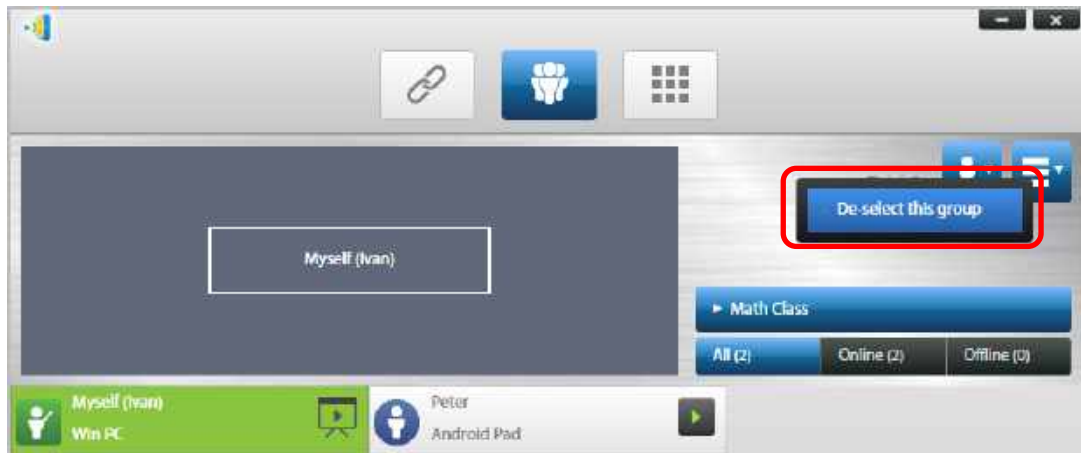 De-select this group
Myself (Ivan)
Math Class
All (2) Online (2) Offline (0)
Myself (Ivan)
Win PC
Peter
Android Pad